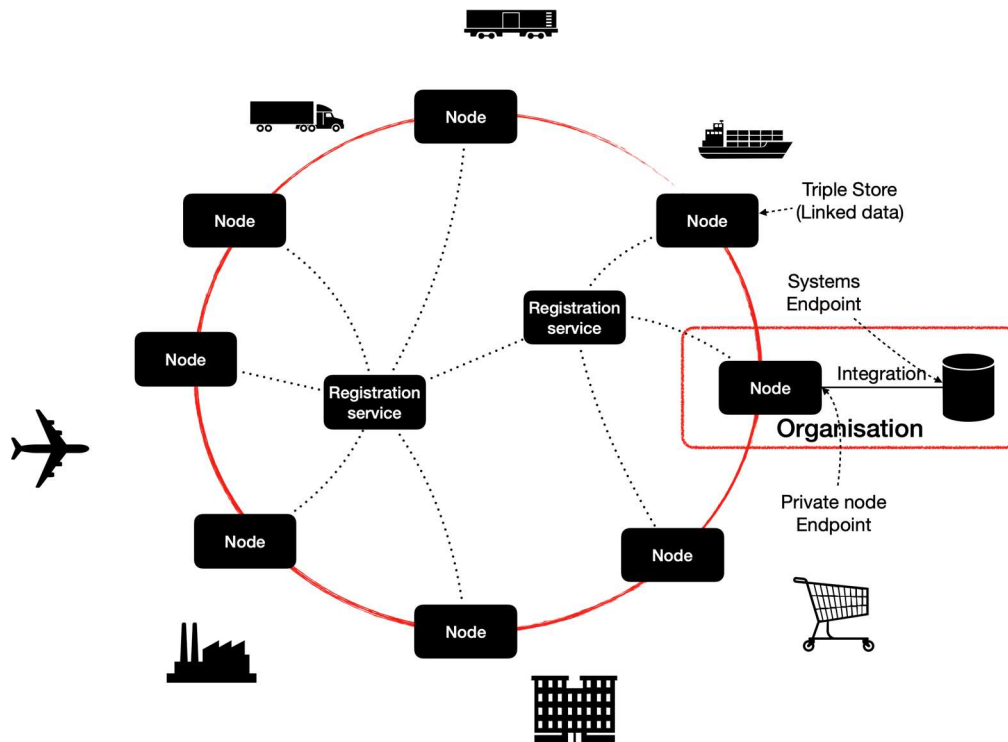 Node
Node
Node
Triple Store
(Linked data)
Systems
Endpoint
Registration
service
Node
Registration
service
Node
Integration
Organisation
Private node
Endpoint
Node
Node
Node